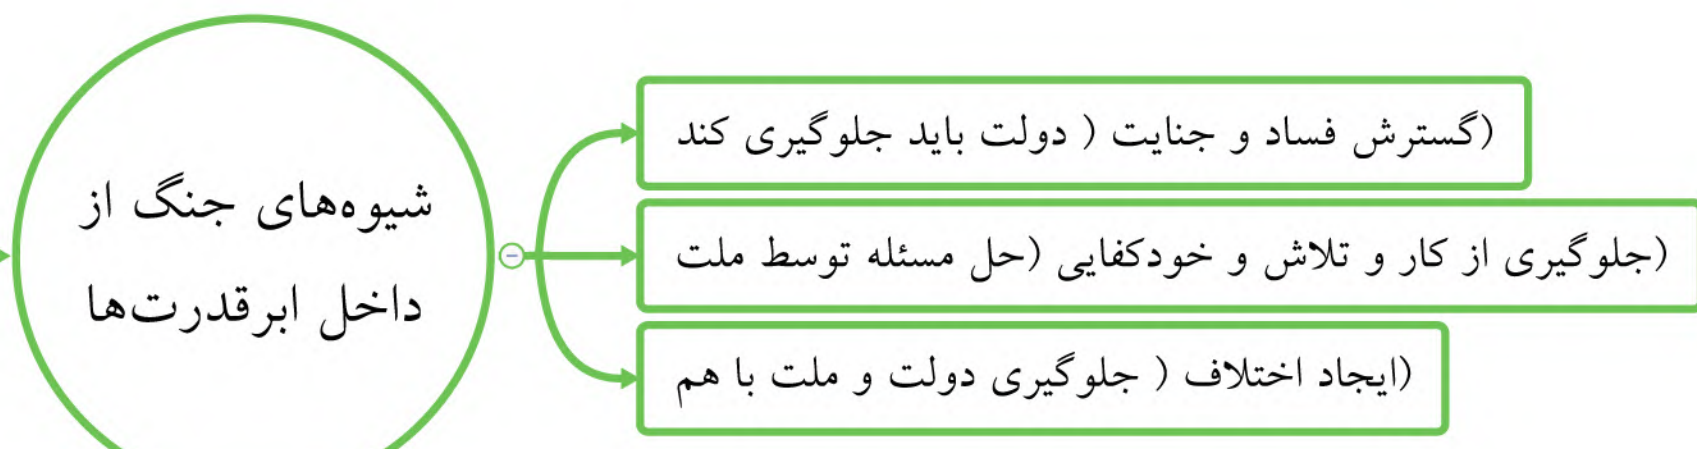 شیوه‌های جنگ از
داخل ابرقدرت‌ها
(گسترش فساد و جنایت ( دولت باید جلوگیری کند
(جلوگیری از کار و تلاش و خودکفایی (حل مسئله توسط ملت
(ایجاد اختلاف ( جلوگیری دولت و ملت با هم